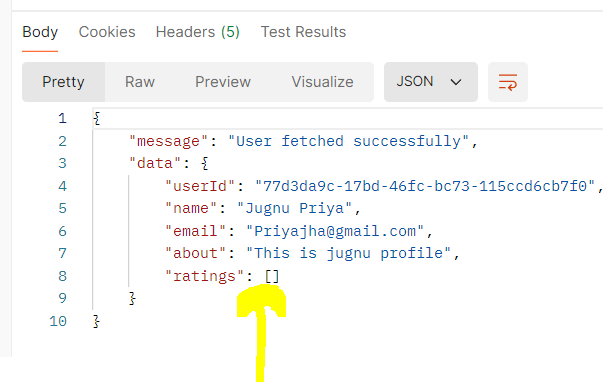 Body Cookies Headers (5) Test Results
Pretty Raw Preview Visualize JSON
1 {
2 "message": "User fetched successfully",
3 "data": {
4 "userId": "77d3da9c-17bd-46fc-bc73-115ccd6cb7f0",
5 "name": "Jugnu Priya",
6 "email": "Priyajha@gmail.com",
7 "about": "This is jugnu profile",
8 "ratings": []
9 }
10 }